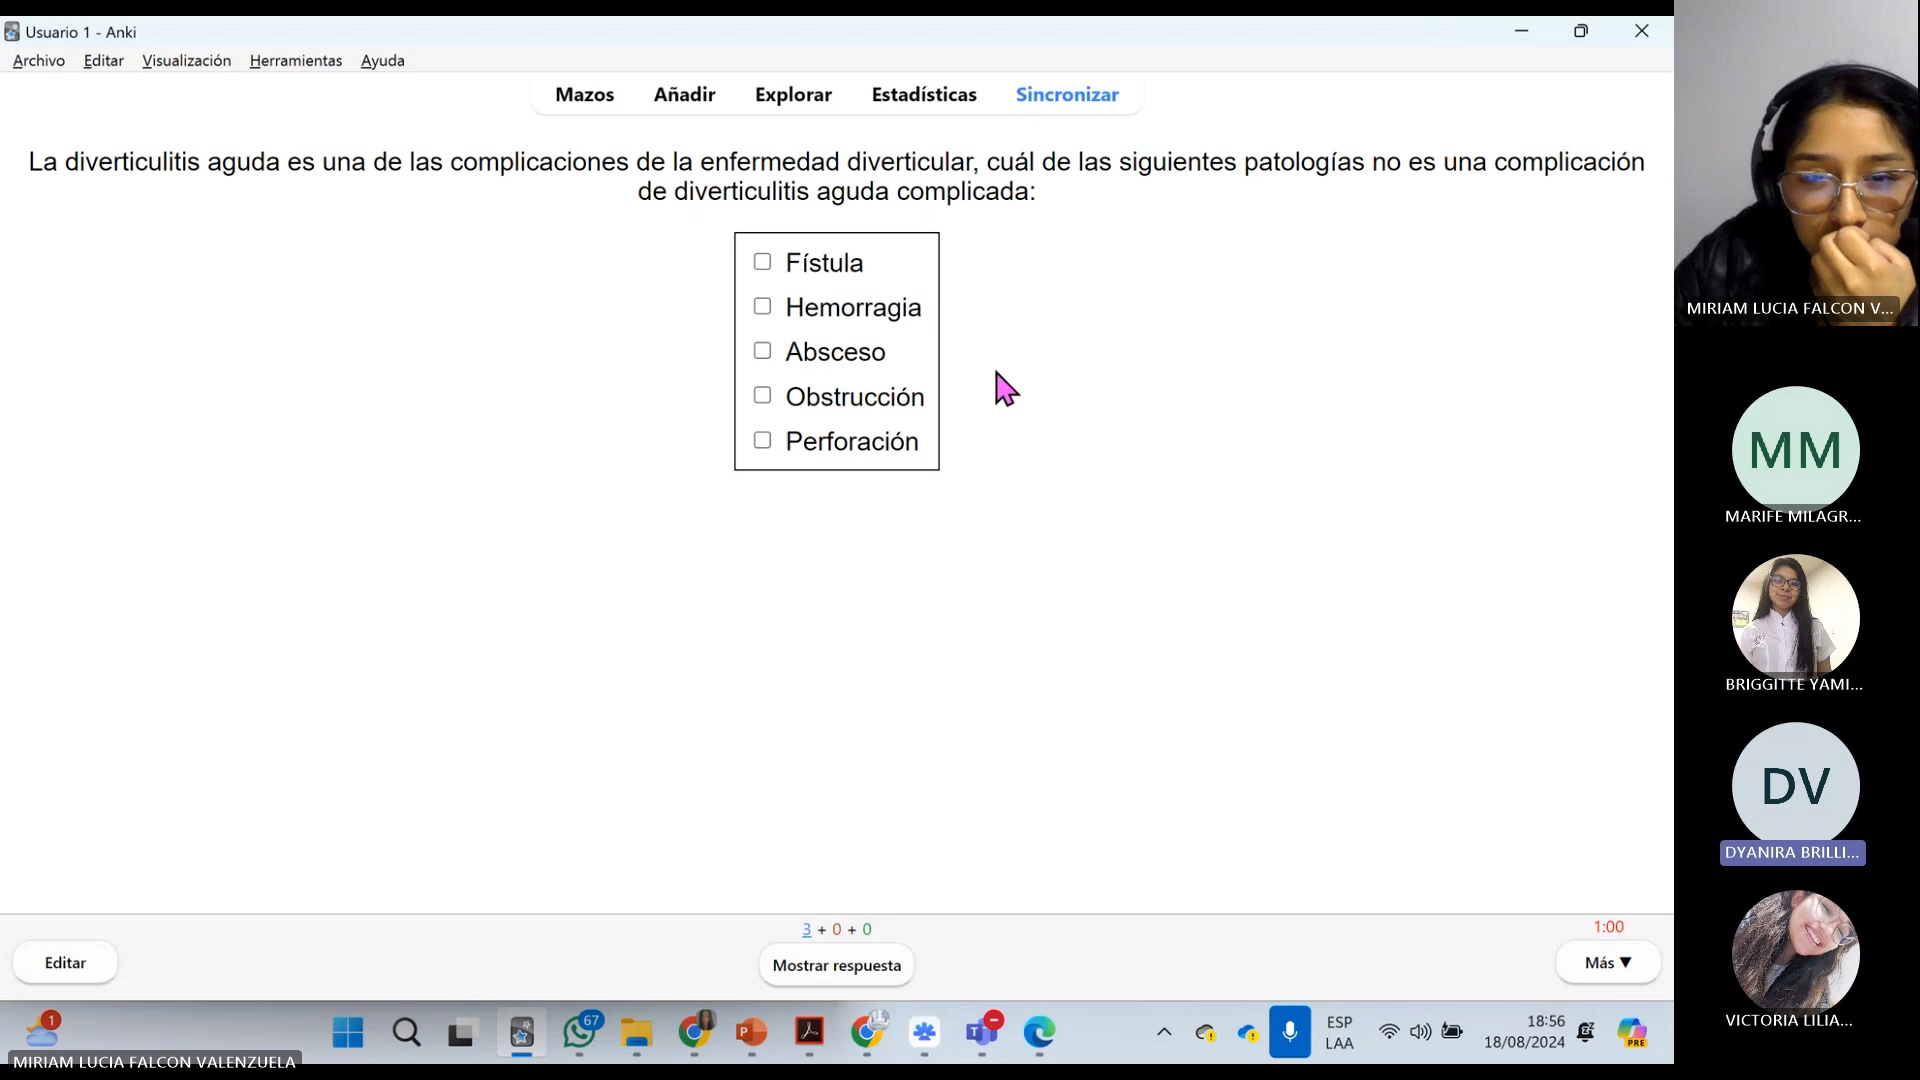 Usuario 1 - Anki
Archivo Editar Visualización Herramientas Ayuda
Mazos Añadir Explorar Estadísticas Sincronizar
La diverticulitis aguda es una de las complicaciones de la enfermedad diverticular, cuál de las siguientes patologías no es una complicación
de diverticulitis aguda complicada:
Fístula
Hemorragia
Absceso
Obstrucción
Perforación
3 + 0 + 0
1:00
Editar
Mostrar respuesta
Más ▼
1
67
ESP
LAA
18:56
18/08/2024
PRE
MIRIAM LUCIA FALCON VALENZUELA
MIRIAM LUCIA FALCON V...
MM
MARIFE MILAGR...
BRIGGITTE YAMI...
DV
DYANIRA BRILLI...
VICTORIA LILIA...